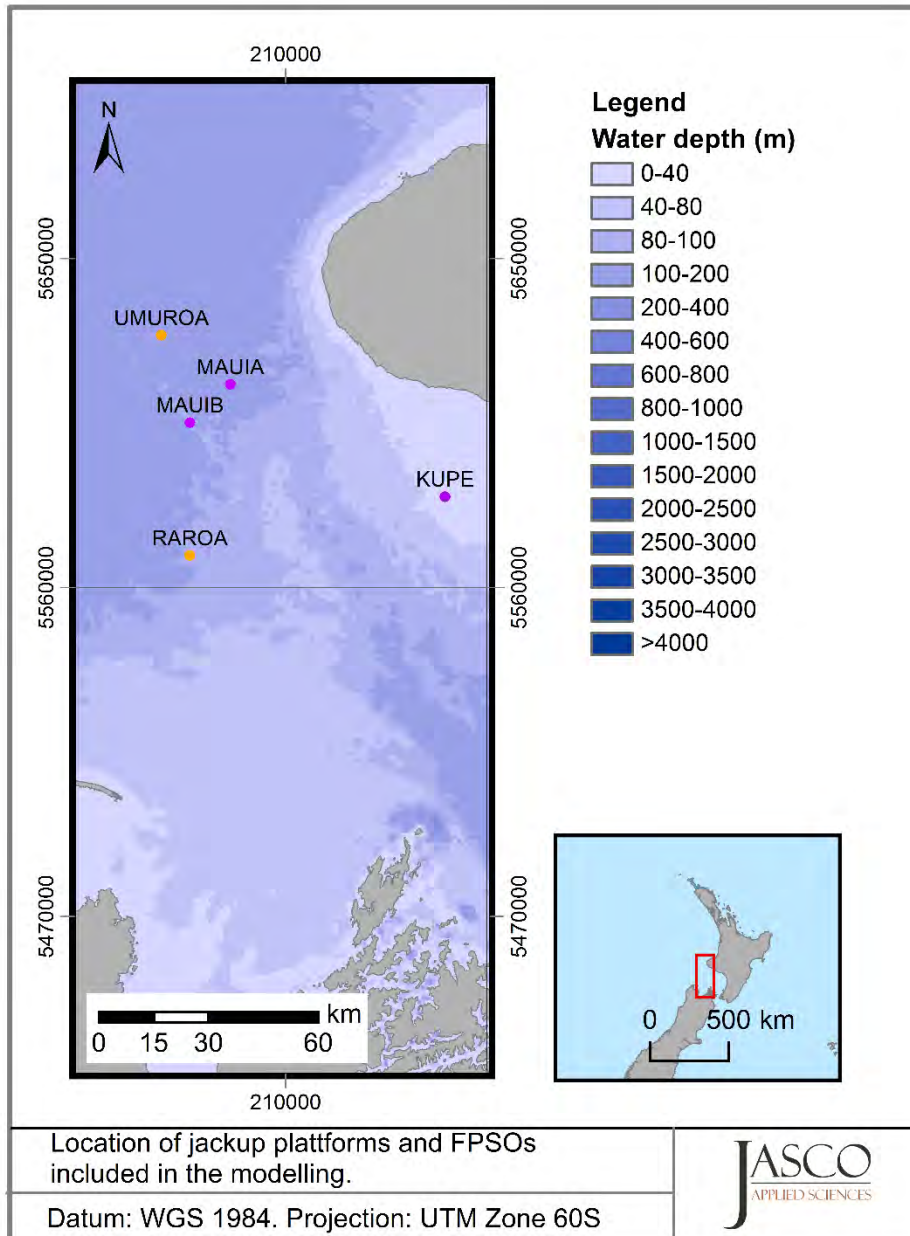 210000
N
5650000
5650000
UMUROA
MAUIA
MAUIB
KUPE
RAROA
5560000
5560000
5470000
5470000
km
0 15 30 60
210000
Legend
Water depth (m)
0-40
40-80
80-100
100-200
200-400
400-600
600-800
800-1000
1000-1500
1500-2000
2000-2500
2500-3000
3000-3500
3500-4000
>4000
0 500 km
Location of jackup plattforms and FPSOs
included in the modelling.
Datum: WGS 1984. Projection: UTM Zone 60S
JASCO
APPLIED SCIENCES